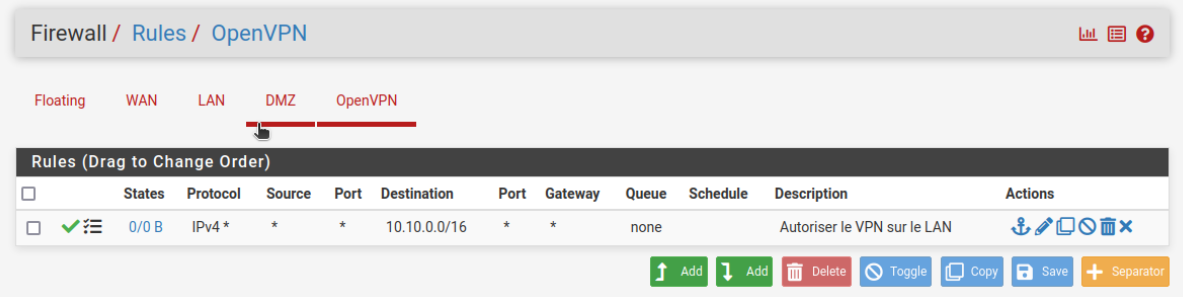 Firewall / Rules / OpenVPN
Floating WAN LAN DMZ OpenVPN
Rules (Drag to Change Order)
States Protocol Source Port Destination Port Gateway Queue Schedule Description Actions
0/0 B IPv4 * * * 10.10.0.0/16 * * none Autoriser le VPN sur le LAN
Add Add Delete Toggle Copy Save Separator